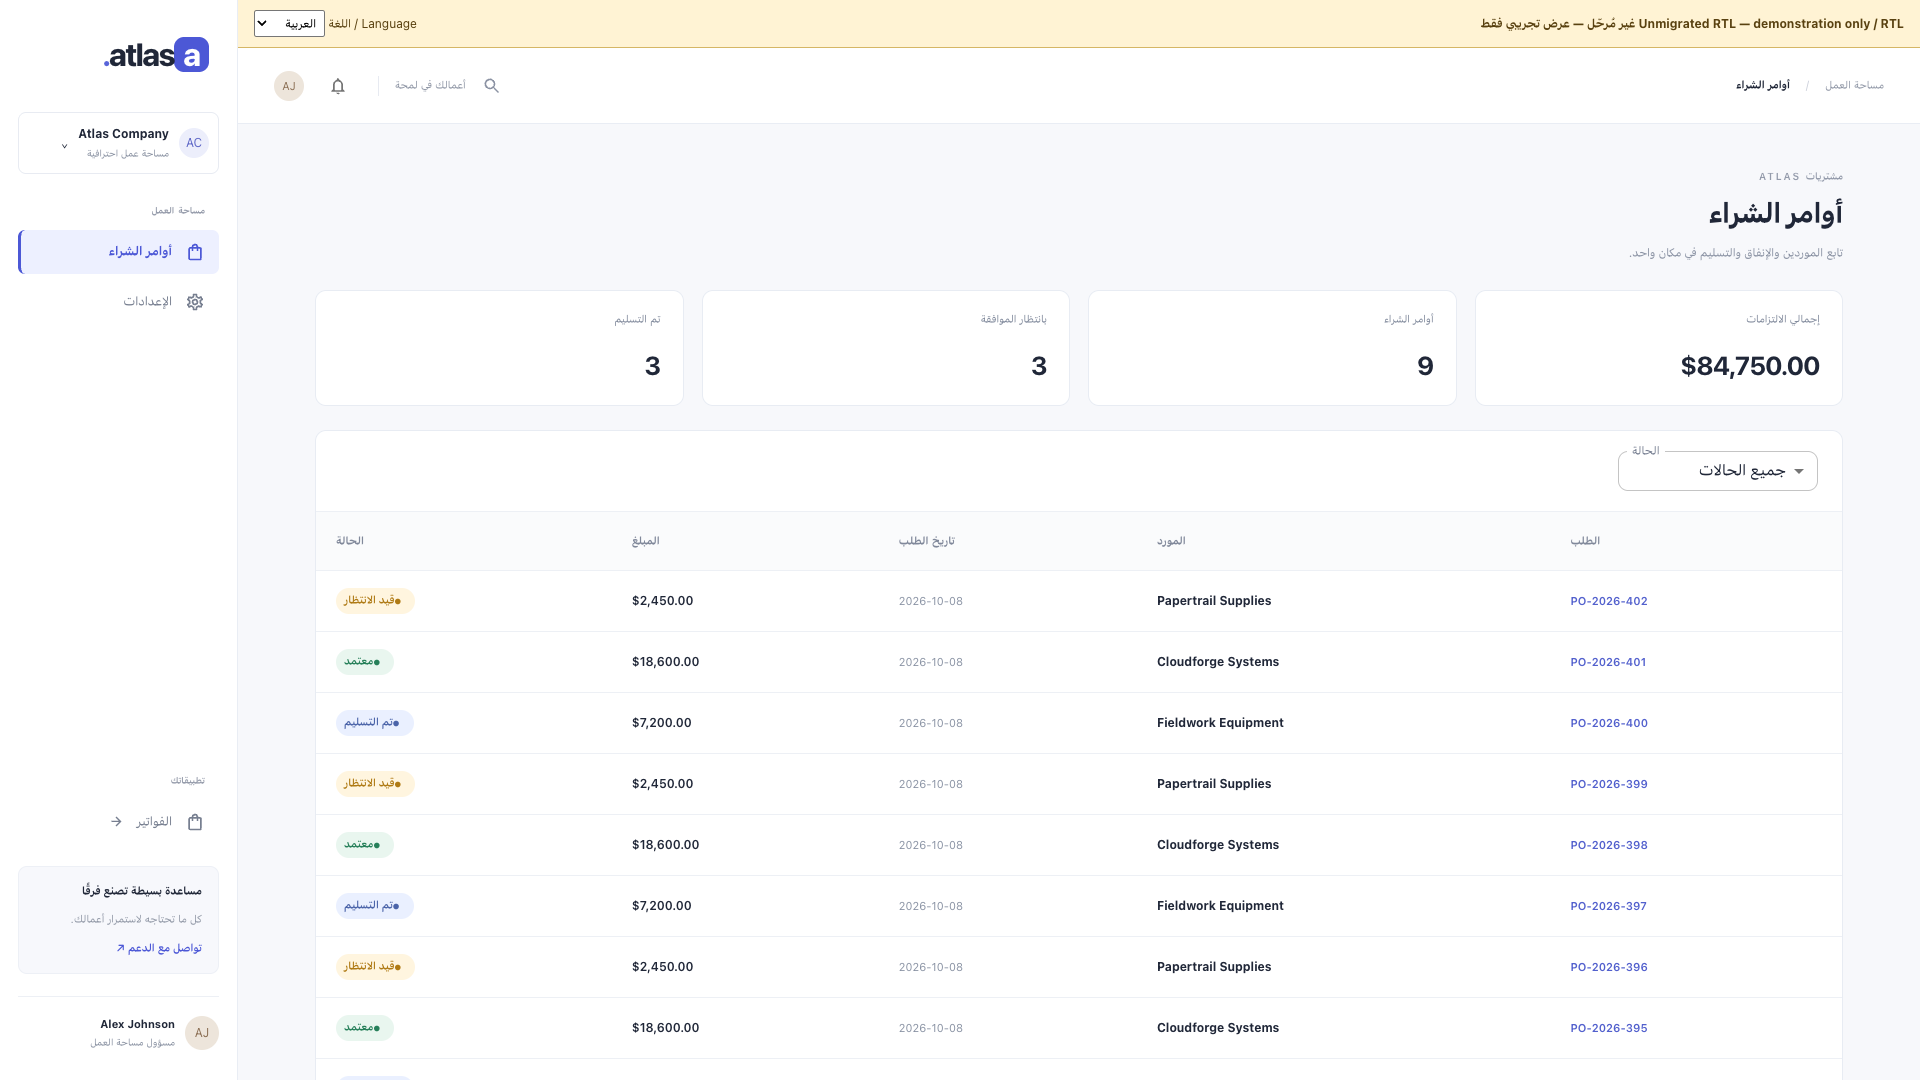 Unmigrated RTL — demonstration only / RTL غير مُرحّل — عرض تجريبي فقط
Language / اللغة
العربية
atlas.
a
Atlas Company
AC
مساحة عمل احترافية
مساحة العمل
أوامر الشراء
الإعدادات
تطبيقاتك
الفواتير →
مساعدة بسيطة تصنع فرقًا
كل ما تحتاجه لاستمرار أعمالك.
تواصل مع الدعم ↗
Alex Johnson
AJ
مسؤول مساحة العمل
مساحة العمل / أوامر الشراء
أعمالك في لمحة
AJ
مشتريات ATLAS
أوامر الشراء
تابع الموردين والإنفاق والتسليم في مكان واحد.
إجمالي الالتزامات
$84,750.00
أوامر الشراء
9
بانتظار الموافقة
3
تم التسليم
3
الحالة
جميع الحالات
الطلب المورد تاريخ الطلب المبلغ الحالة
PO-2026-402 Papertrail Supplies 2026-10-08 $2,450.00 قيد الانتظار
PO-2026-401 Cloudforge Systems 2026-10-08 $18,600.00 معتمد
PO-2026-400 Fieldwork Equipment 2026-10-08 $7,200.00 تم التسليم
PO-2026-399 Papertrail Supplies 2026-10-08 $2,450.00 قيد الانتظار
PO-2026-398 Cloudforge Systems 2026-10-08 $18,600.00 معتمد
PO-2026-397 Fieldwork Equipment 2026-10-08 $7,200.00 تم التسليم
PO-2026-396 Papertrail Supplies 2026-10-08 $2,450.00 قيد الانتظار
PO-2026-395 Cloudforge Systems 2026-10-08 $18,600.00 معتمد